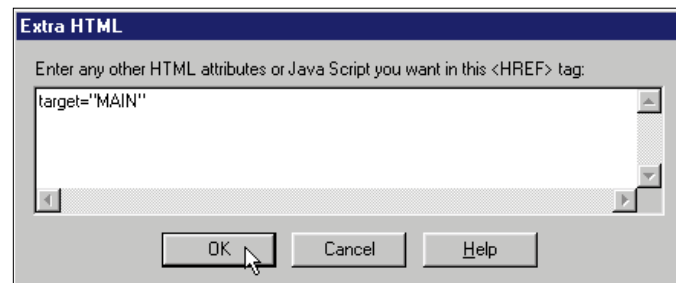 Extra HTML
Enter any other HTML attributes or Java Script you want in this <HREF> tag:
target="MAIN"
OK Cancel Help